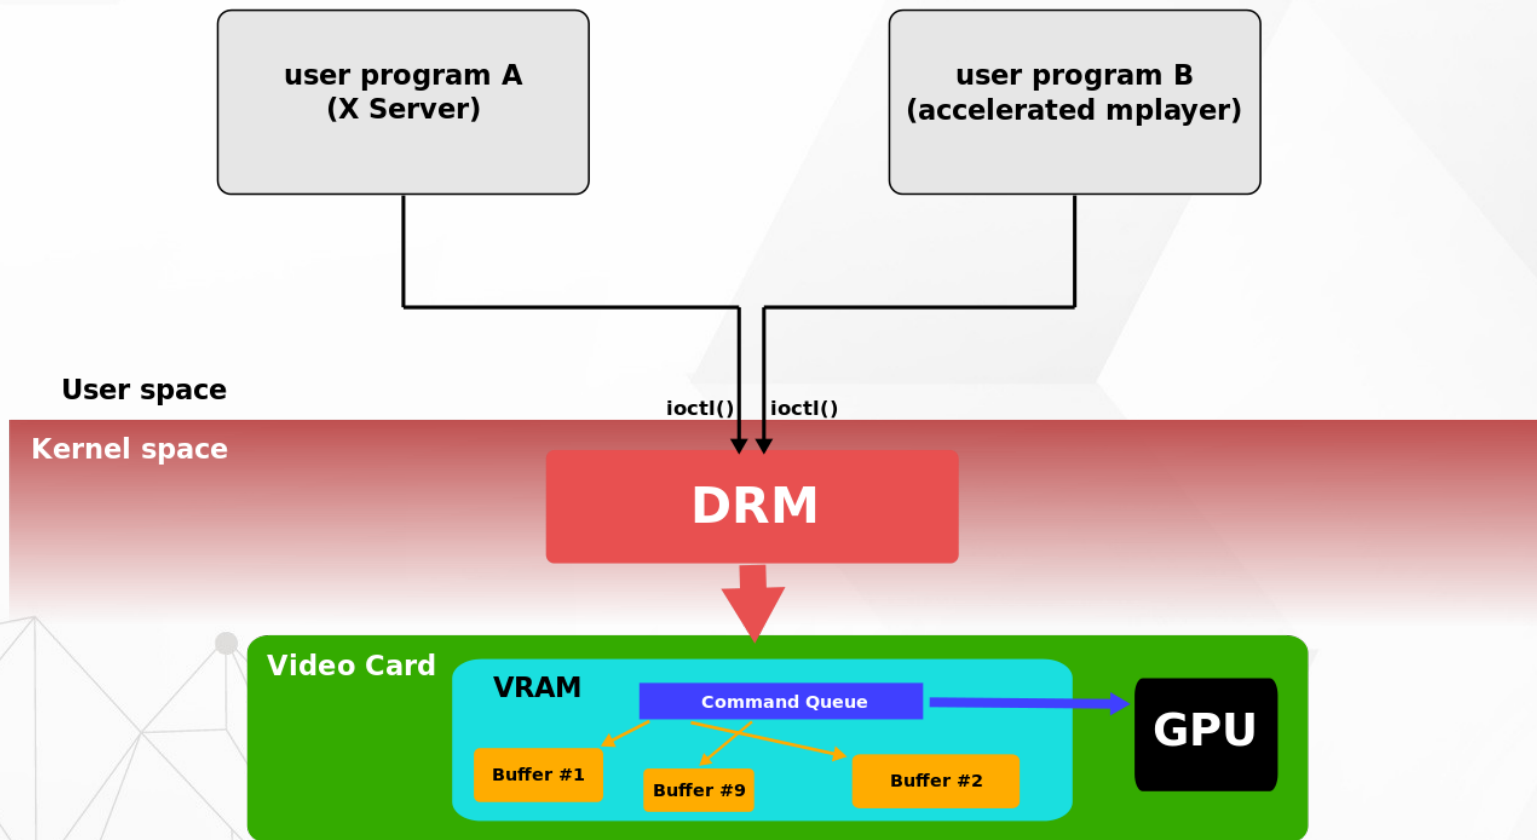 user program A
(X Server)
user program B
(accelerated mplayer)
User space
ioctl()
ioctl()
Kernel space
DRM
Video Card
VRAM
Command Queue
GPU
Buffer #1
Buffer #9
Buffer #2